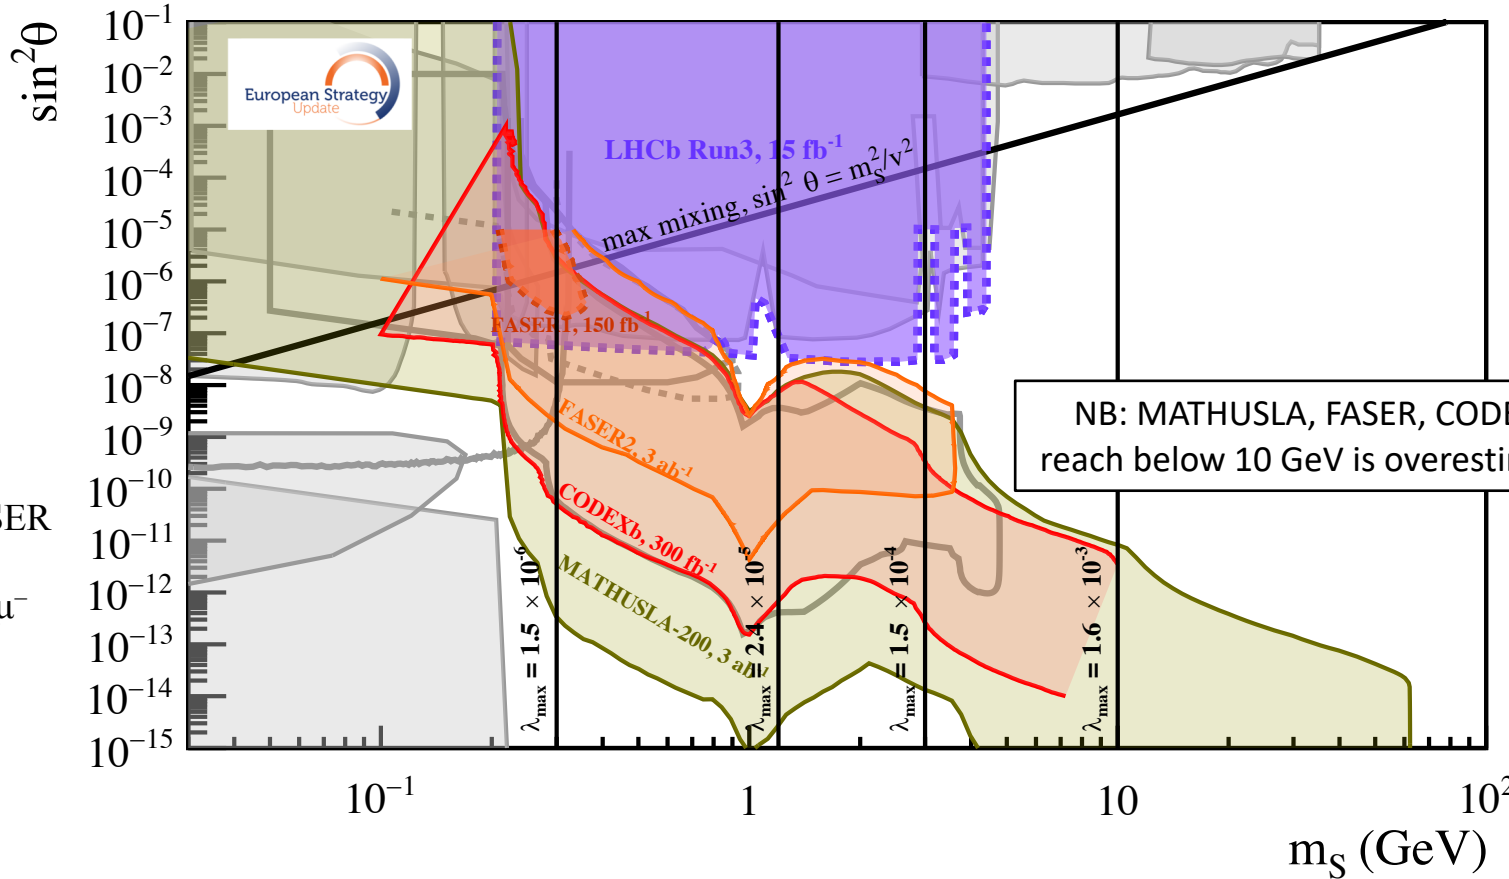 sin²θ
10⁻¹
10⁻²
10⁻³
10⁻⁴
10⁻⁵
10⁻⁶
10⁻⁷
10⁻⁸
10⁻⁹
10⁻¹⁰
10⁻¹¹
10⁻¹²
10⁻¹³
10⁻¹⁴
10⁻¹⁵
European Strategy
Update
LHCb Run3, 15 fb⁻¹
max mixing, sin² θ = m_S²/v²
FASER1, 150 fb⁻¹
FASER2, 3 ab⁻¹
CODEXb, 300 fb⁻¹
MATHUSLA-200, 3 ab⁻¹
NB: MATHUSLA, FASER, CODE
reach below 10 GeV is overestin
SER
μ⁻
λmax = 1.5 × 10⁻⁶
λmax = 2.4 × 10⁻⁵
λmax = 1.5 × 10⁻⁴
λmax = 1.6 × 10⁻³
10⁻¹
1
10
10²
m_S (GeV)